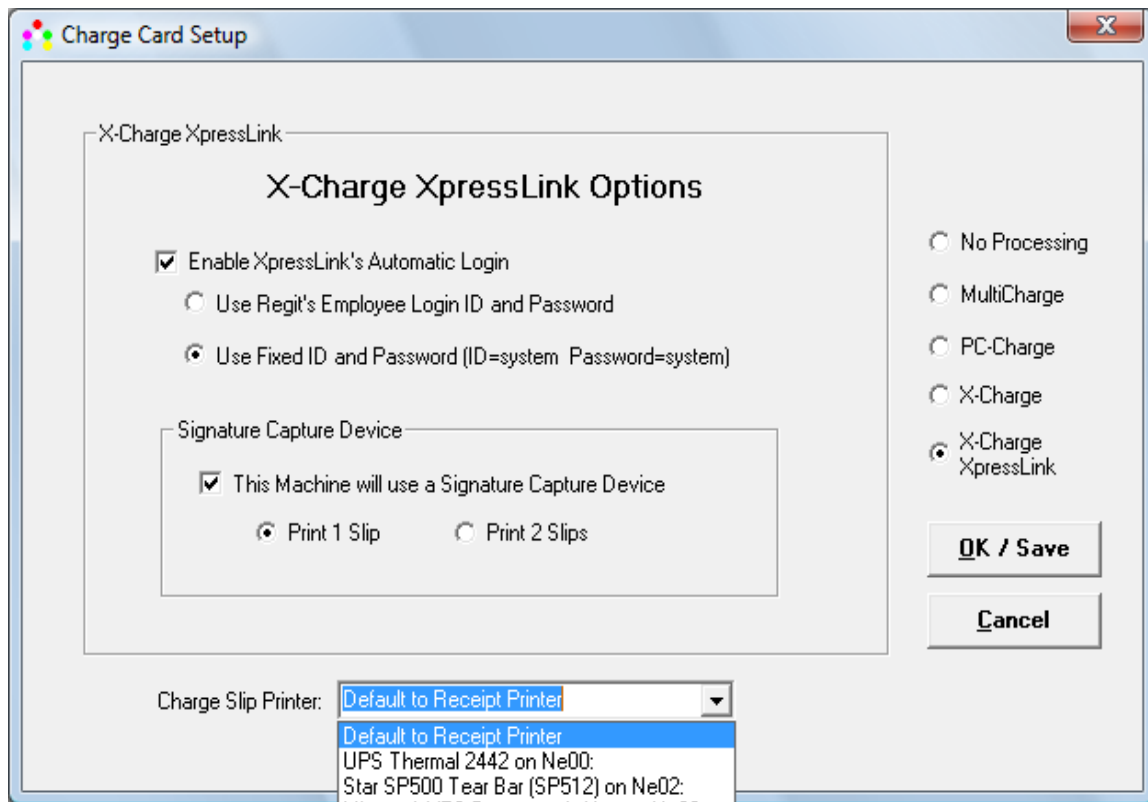 Charge Card Setup
X-Charge XpressLink
X-Charge XpressLink Options
Enable XpressLink's Automatic Login
Use Regit's Employee Login ID and Password
Use Fixed ID and Password (ID=system Password=system)
Signature Capture Device
This Machine will use a Signature Capture Device
Print 1 Slip
Print 2 Slips
No Processing
MultiCharge
PC-Charge
X-Charge
X-Charge
XpressLink
OK / Save
Cancel
Charge Slip Printer:
Default to Receipt Printer
Default to Receipt Printer
UPS Thermal 2442 on Ne00:
Star SP500 Tear Bar (SP512) on Ne02: